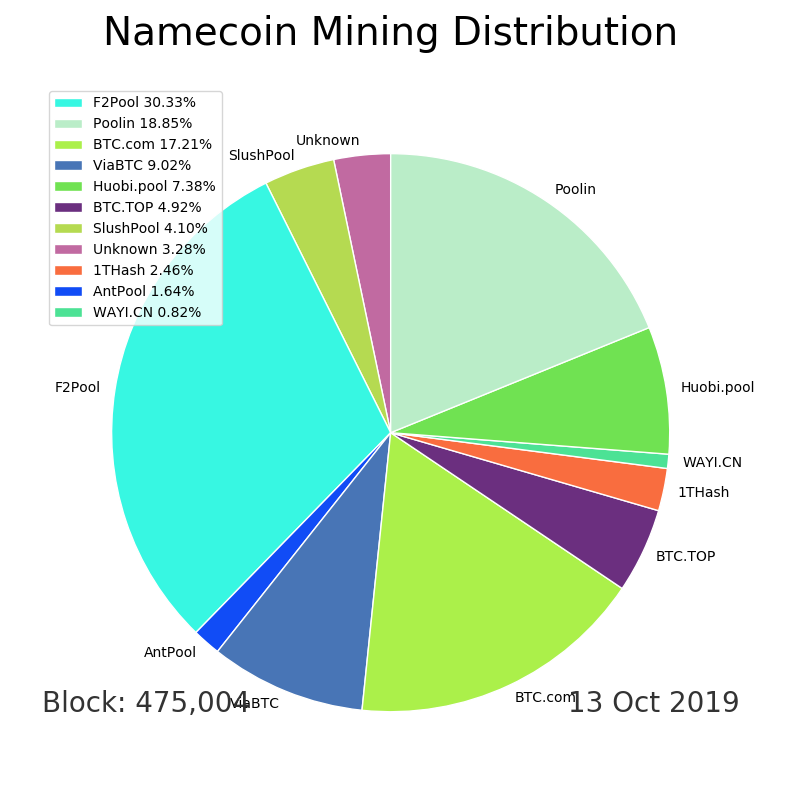 Namecoin Mining Distribution
F2Pool 30.33%
Poolin 18.85%
BTC.com 17.21%
ViaBTC 9.02%
Huobi.pool 7.38%
BTC.TOP 4.92%
SlushPool 4.10%
Unknown 3.28%
1THash 2.46%
AntPool 1.64%
WAYI.CN 0.82%
Unknown
SlushPool
Poolin
F2Pool
Huobi.pool
WAYI.CN
1THash
BTC.TOP
AntPool
BTC.com
ViaBTC
Block: 475,004
13 Oct 2019